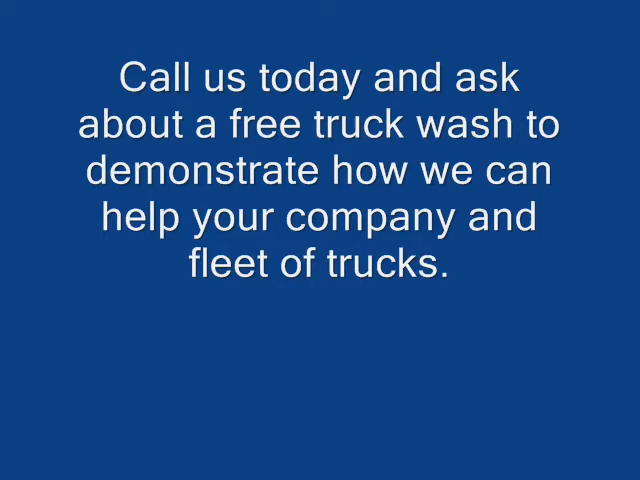 Call us today and ask
about a free truck wash to
demonstrate how we can
help your company and
fleet of trucks.